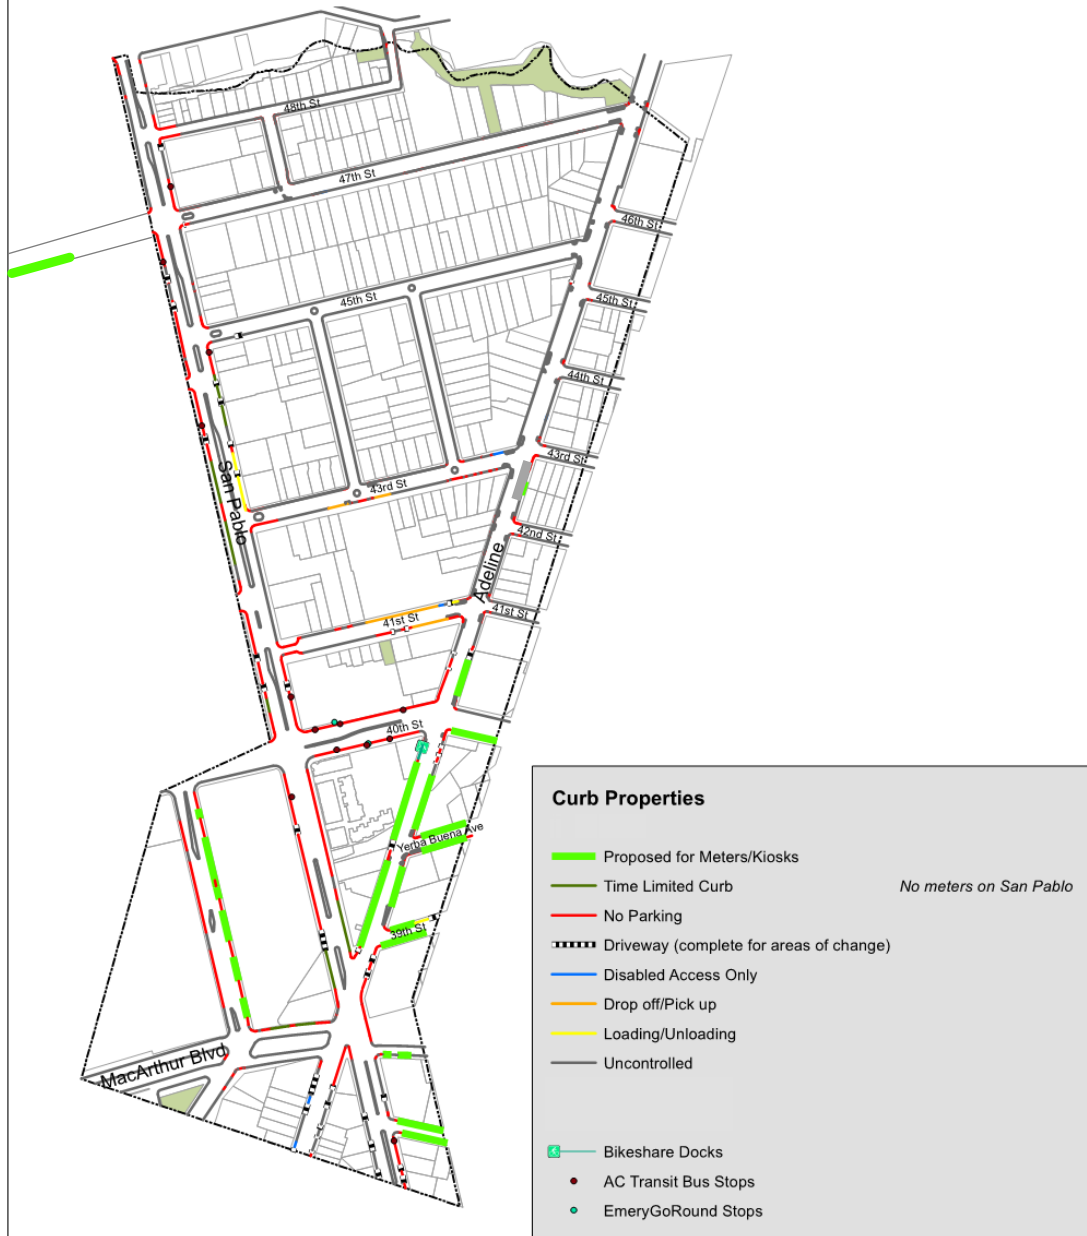 48th St
47th St
46th St
45th St
45th St
44th St
43rd St
43rd St
San Pablo
42nd St
Adeline
41st St
41st St
40th St
Yerba Buena Ave
39th St
MacArthur Blvd
Curb Properties
Proposed for Meters/Kiosks
Time Limited Curb
No meters on San Pablo
No Parking
Driveway (complete for areas of change)
Disabled Access Only
Drop off/Pick up
Loading/Unloading
Uncontrolled
Bikeshare Docks
AC Transit Bus Stops
EmeryGoRound Stops